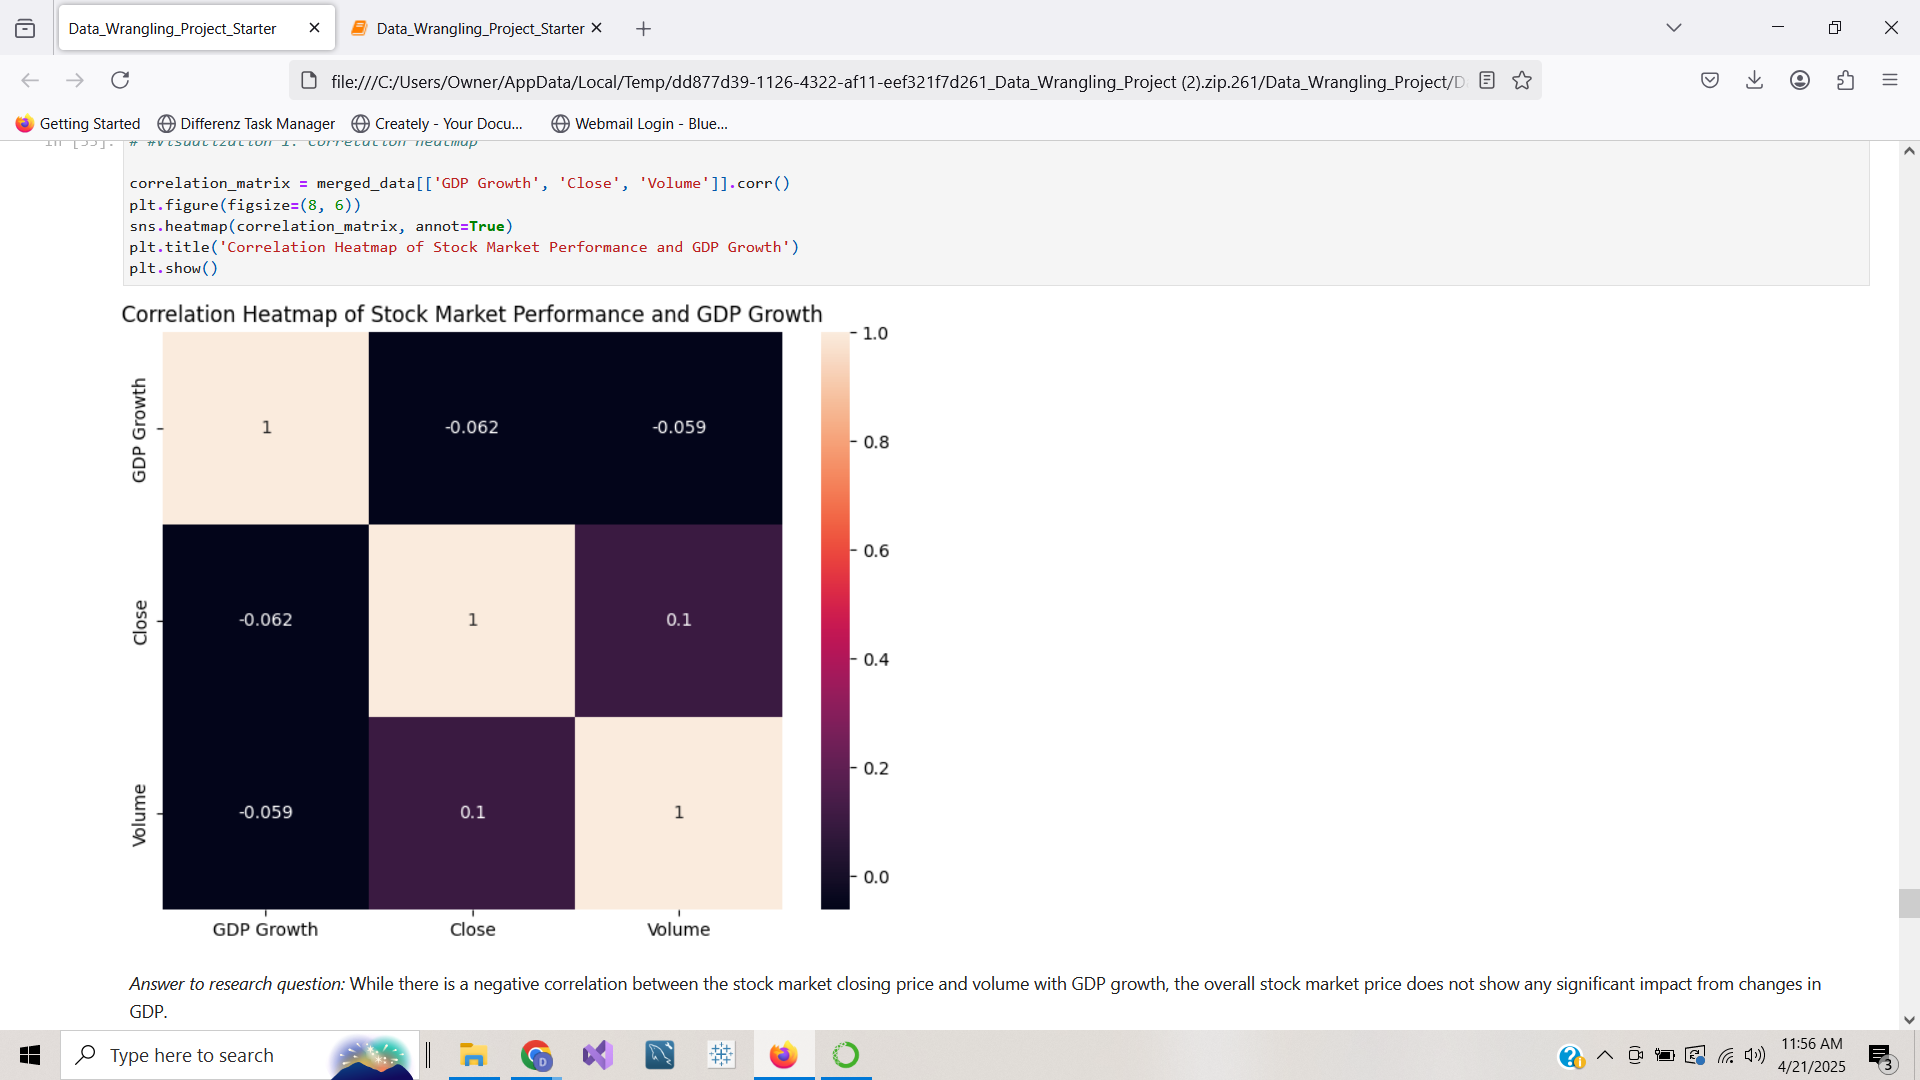 Data_Wrangling_Project_Starter
Data_Wrangling_Project_Starter
file:///C:/Users/Owner/AppData/Local/Temp/dd877d39-1126-4322-af11-eef321f7d261_Data_Wrangling_Project (2).zip.261/Data_Wrangling_Project/D
Getting Started
Differenz Task Manager
Creately - Your Docu...
Webmail Login - Blue...
# #Visualization 1: Correlation heatmap
correlation_matrix = merged_data[['GDP Growth', 'Close', 'Volume']].corr()
plt.figure(figsize=(8, 6))
sns.heatmap(correlation_matrix, annot=True)
plt.title('Correlation Heatmap of Stock Market Performance and GDP Growth')
plt.show()
Correlation Heatmap of Stock Market Performance and GDP Growth
GDP Growth
1
-0.062
-0.059
Close
-0.062
1
0.1
Volume
-0.059
0.1
1
GDP Growth
Close
Volume
1.0
0.8
0.6
0.4
0.2
0.0
Answer to research question: While there is a negative correlation between the stock market closing price and volume with GDP growth, the overall stock market price does not show any significant impact from changes in
GDP.
Type here to search
D
11:56 AM
4/21/2025
3